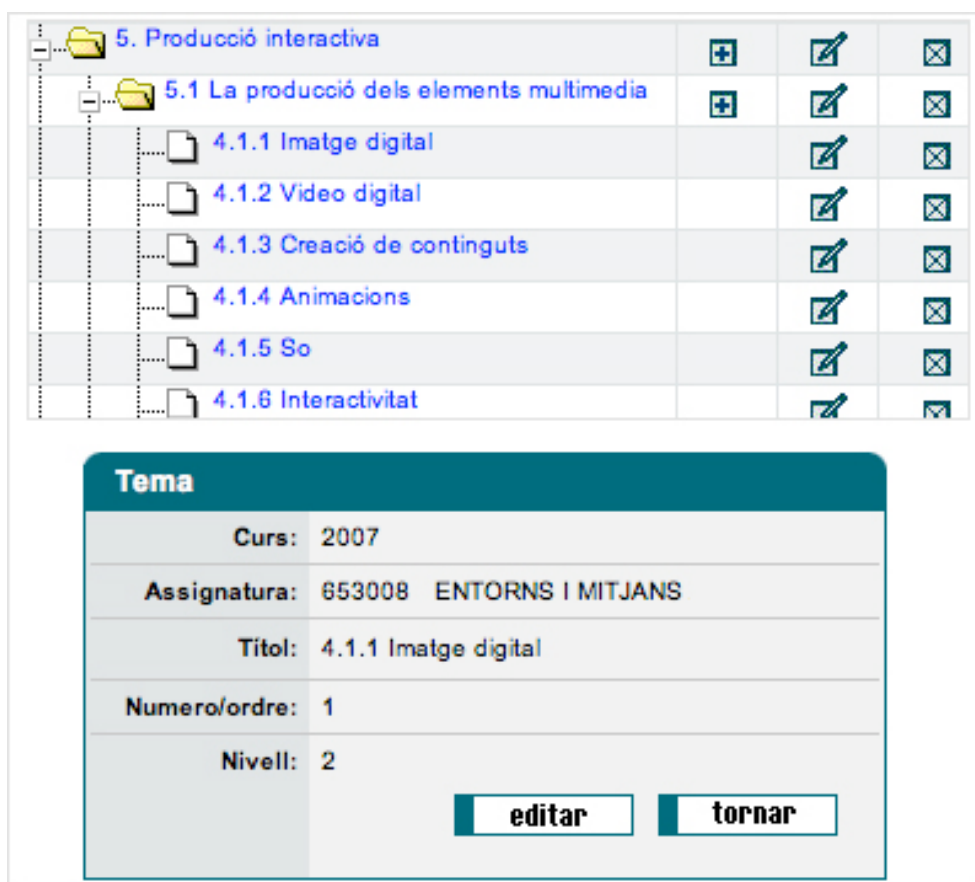 5. Producció interactiva
5.1 La producció dels elements multimedia
4.1.1 Imatge digital
4.1.2 Video digital
4.1.3 Creació de continguts
4.1.4 Animacions
4.1.5 So
4.1.6 Interactivitat
Tema
Curs: 2007
Assignatura: 653008 ENTORNS I MITJANS
Títol: 4.1.1 Imatge digital
Numero/ordre: 1
Nivell: 2
editar tornar